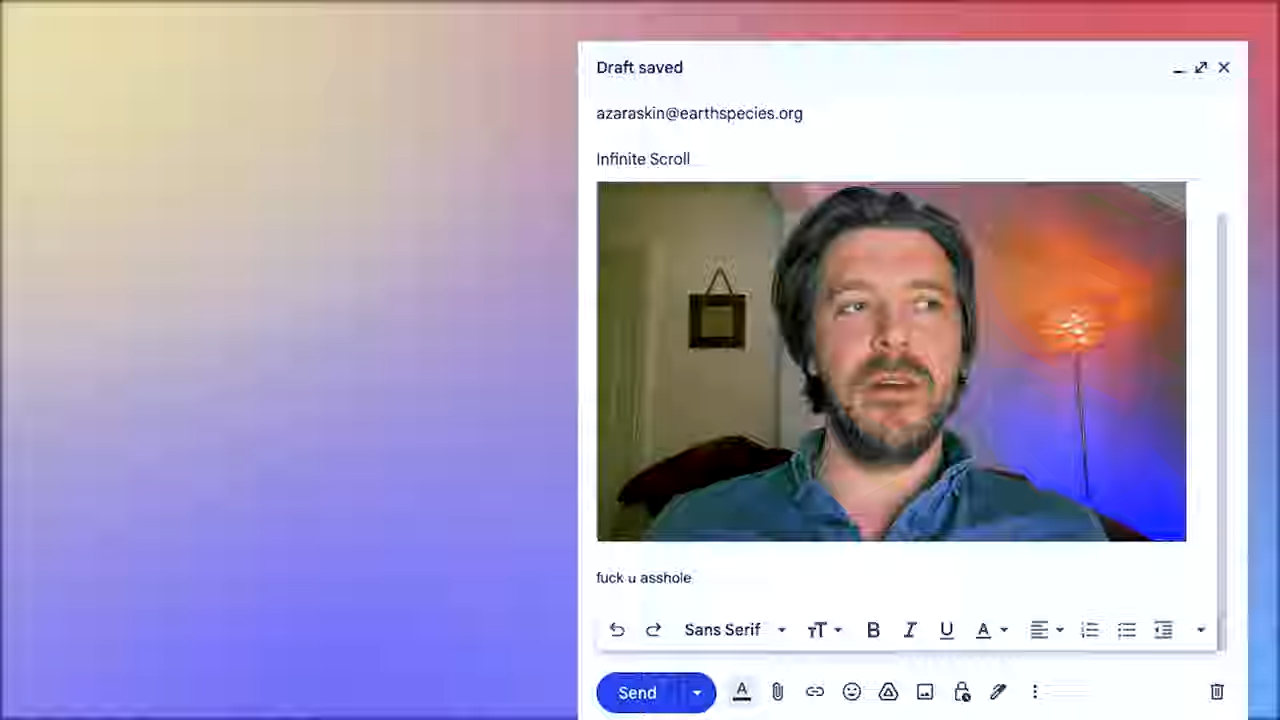 Draft saved
azaraskin@earthspecies.org
Infinite Scroll
fuck u asshole
Sans Serif
Send